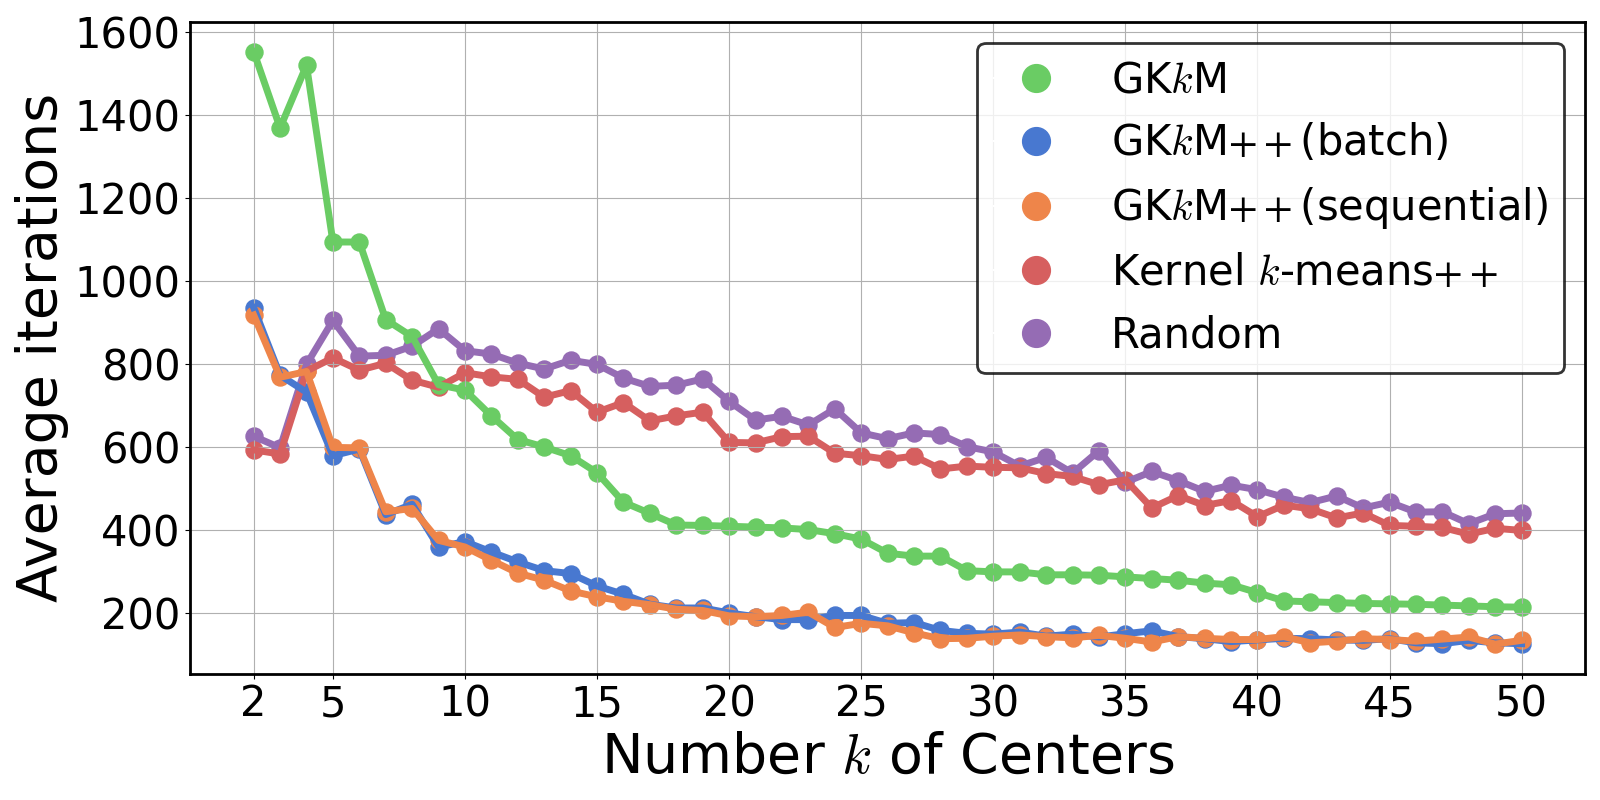 1600
1400
1200
1000
800
600
400
200
Average iterations
GKkM
GKkM++(batch)
GKkM++(sequential)
Kernel k-means++
Random
2 5 10 15 20 25 30 35 40 45 50
Number k of Centers